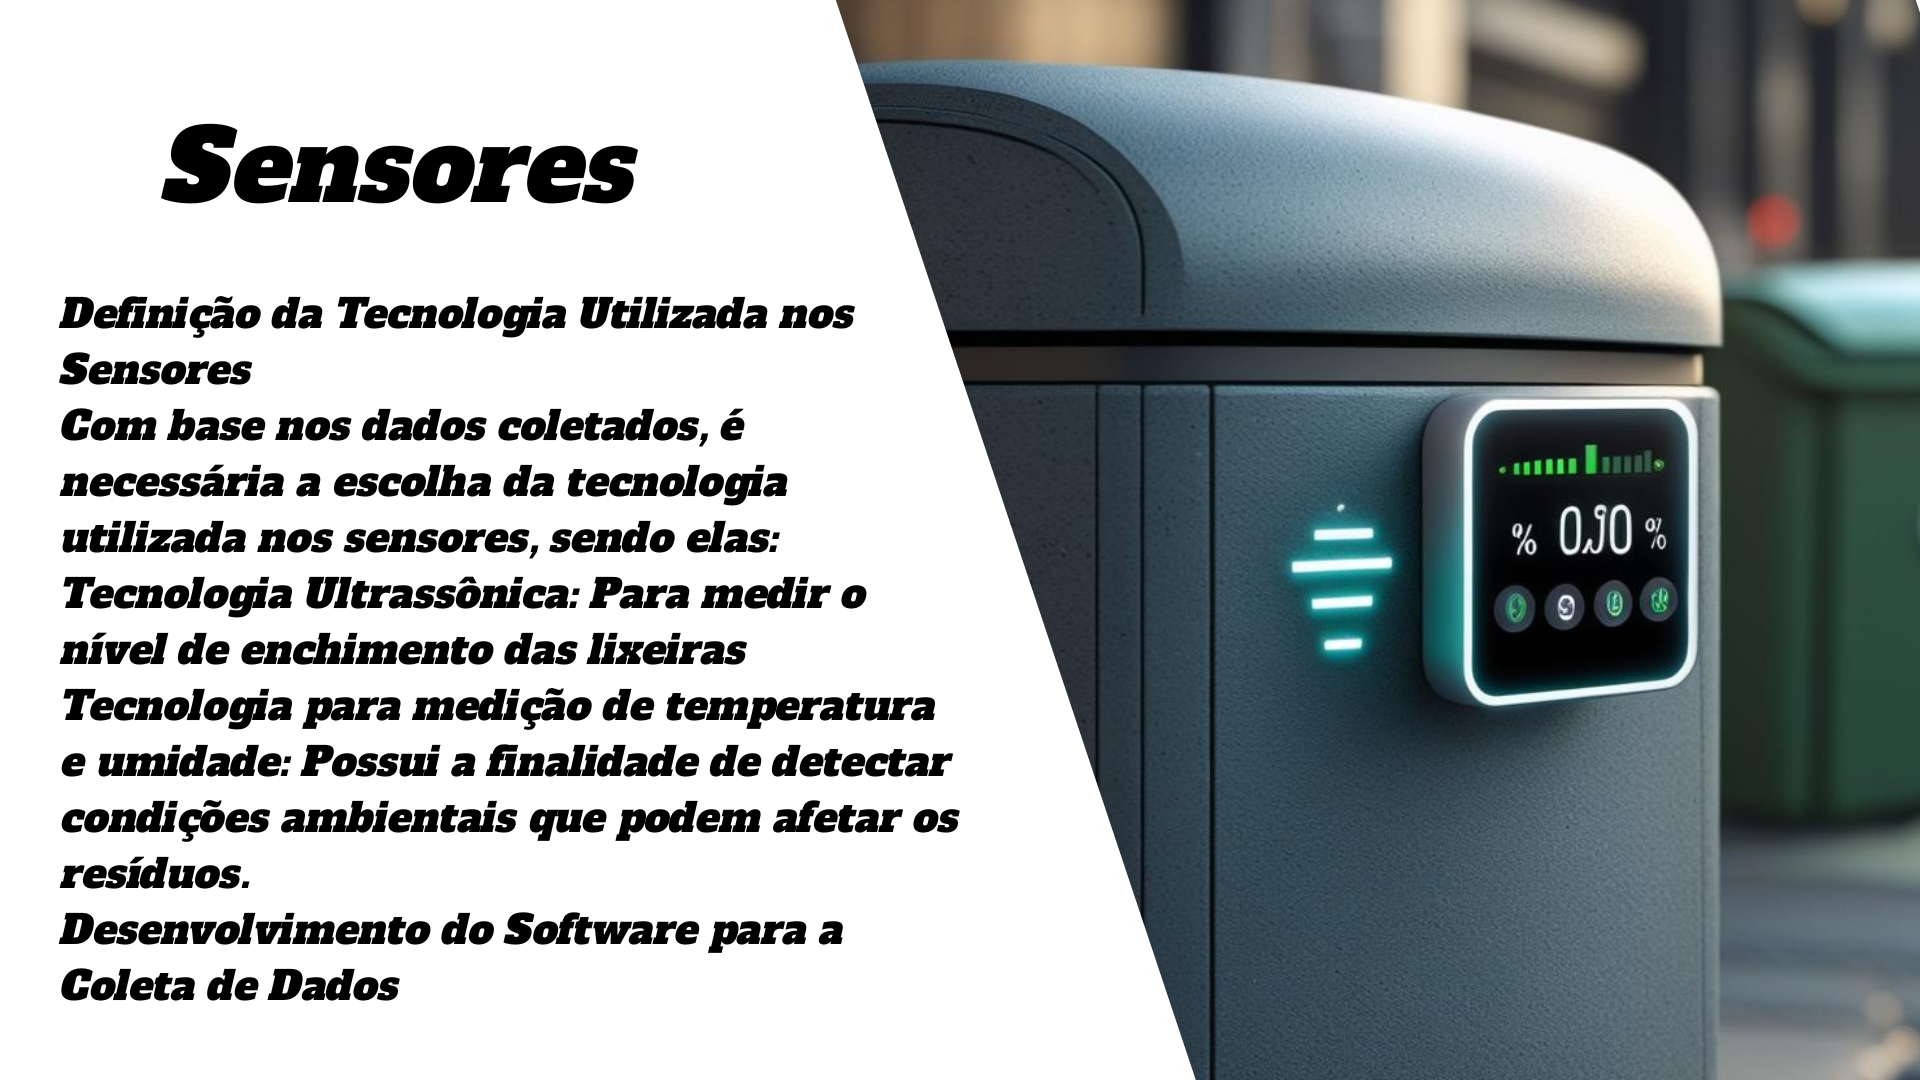 Sensores
Definição da Tecnologia Utilizada nos
Sensores
Com base nos dados coletados, é
necessária a escolha da tecnologia
utilizada nos sensores, sendo elas:
Tecnologia Ultrassônica: Para medir o
nível de enchimento das lixeiras
Tecnologia para medição de temperatura
e umidade: Possui a finalidade de detectar
condições ambientais que podem afetar os
resíduos.
Desenvolvimento do Software para a
Coleta de Dados
% %